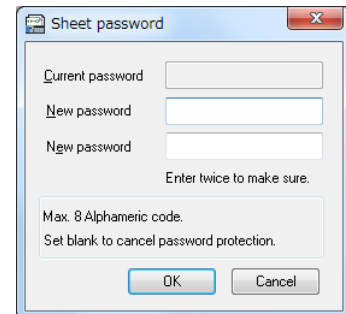 Sheet password
Current password
New password
New password
Enter twice to make sure.
Max. 8 Alphameric code.
Set blank to cancel password protection.
OK Cancel